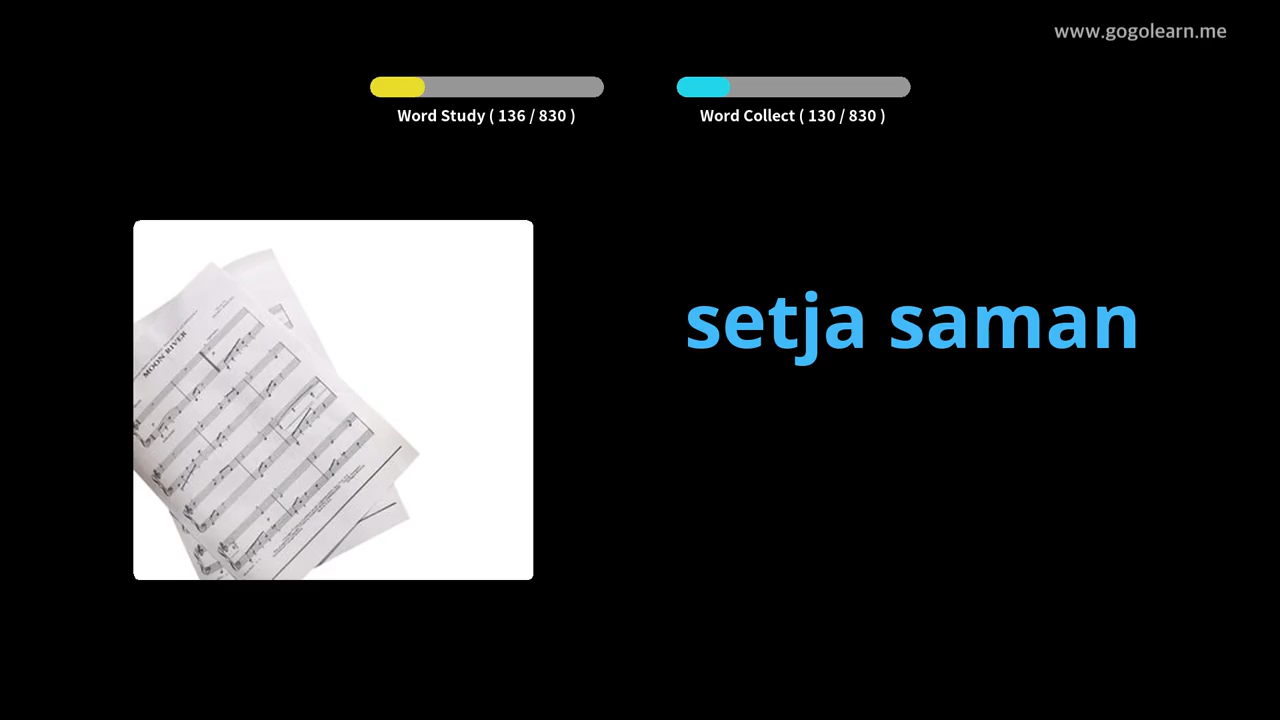 www.gogolearn.me
Word Study ( 136 / 830 )
Word Collect ( 130 / 830 )
setja saman
MOON RIVER